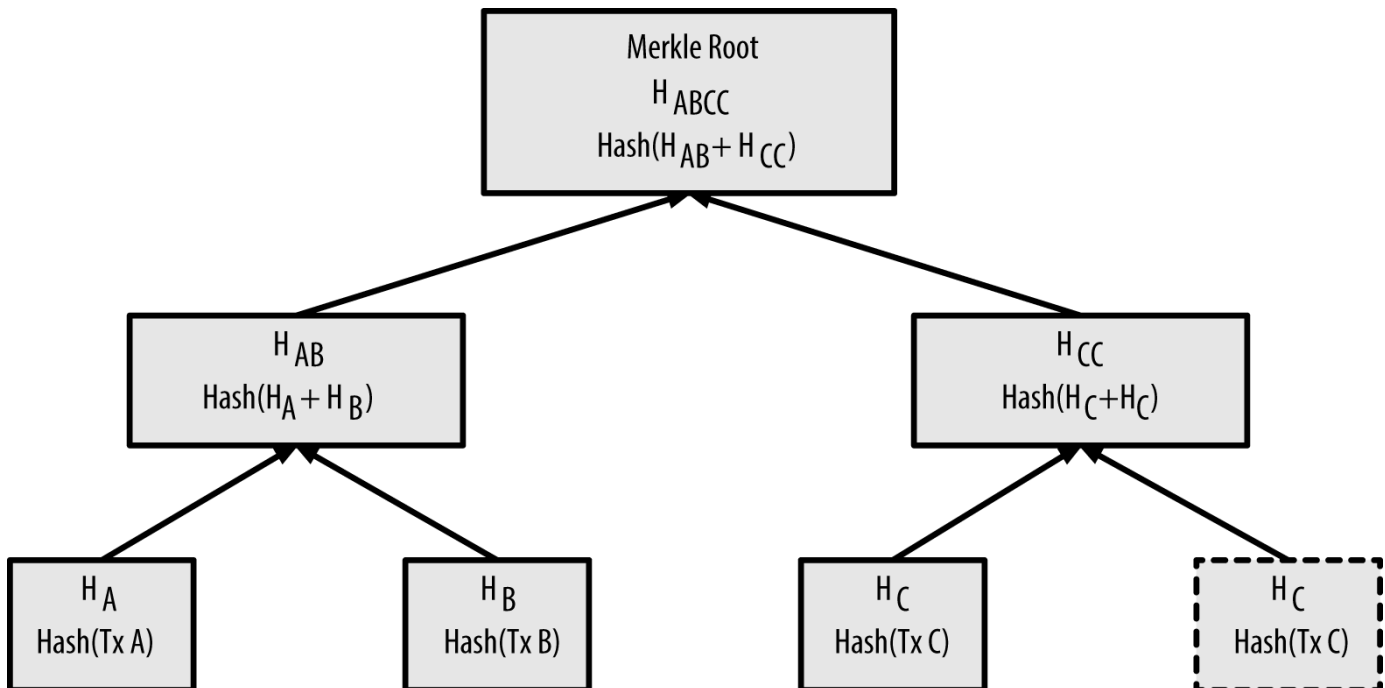 Merkle Root
H ABCC
Hash(H AB + H CC)
H AB
Hash(H A + H B)
H CC
Hash(H C+H C)
H A
Hash(Tx A)
H B
Hash(Tx B)
H C
Hash(Tx C)
H C
Hash(Tx C)